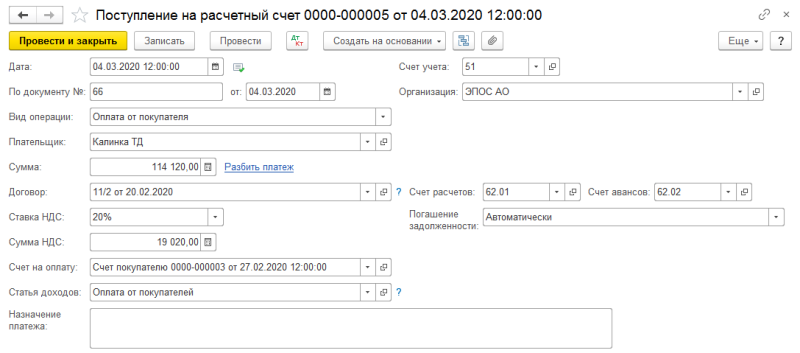 Поступление на расчетный счет 0000-000005 от 04.03.2020 12:00:00
Провести и закрыть Записать Провести Дт Кт Создать на основании Еще ?
Дата: 04.03.2020 12:00:00 Счет учета: 51
По документу №: 66 от: 04.03.2020 Организация: ЭПОС АО
Вид операции: Оплата от покупателя
Плательщик: Калинка ТД
Сумма: 114 120,00 Разбить платеж
Договор: 11/2 от 20.02.2020 ? Счет расчетов: 62.01 Счет авансов: 62.02
Ставка НДС: 20% Погашение задолженности: Автоматически
Сумма НДС: 19 020,00
Счет на оплату: Счет покупателю 0000-000003 от 27.02.2020 12:00:00
Статья доходов: Оплата от покупателей ?
Назначение
платежа: